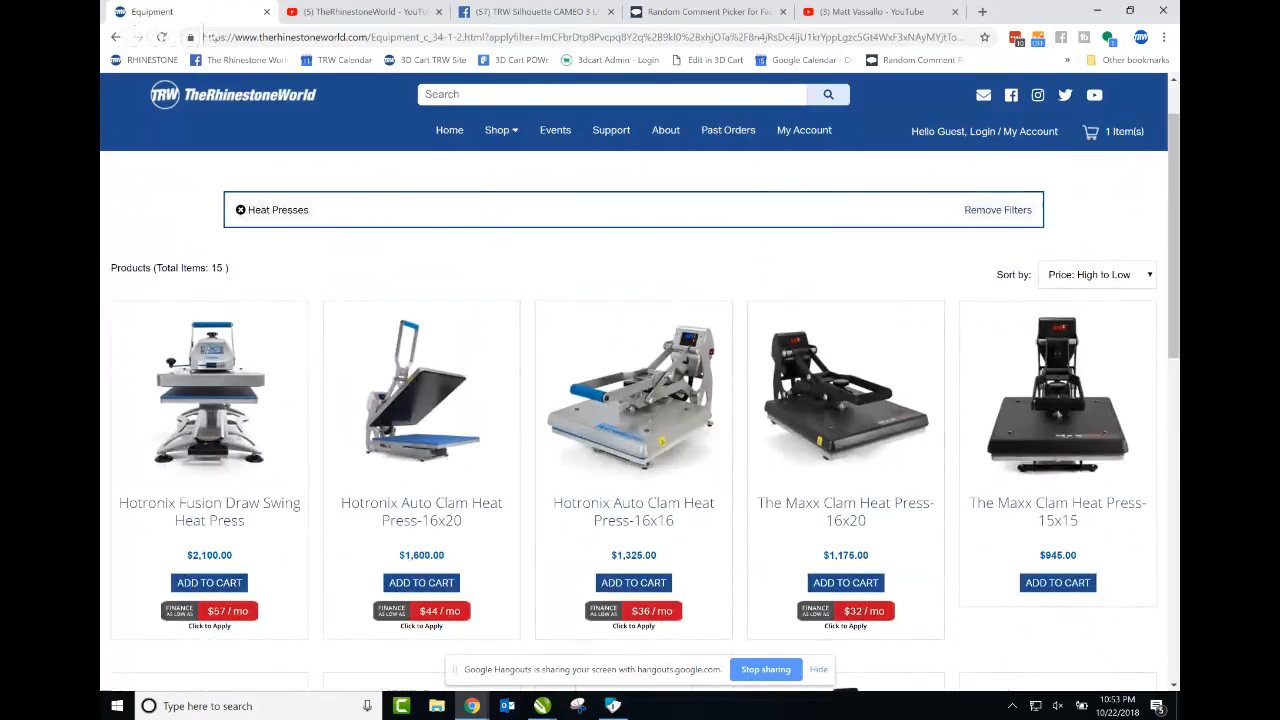 Equipment
(5) TheRhinestoneWorld - YouTu
(57) TRW Silhouette CAMEO 3 L
Random Comment Picker for Fac
(3) Matt Vassallo - YouTube
https://www.therhinestoneworld.com/
RHINESTONE
The Rhinestone Worl
TRW Calendar
3D Cart TRW Site
3D Cart POWr
3dcart Admin - Login
Edit in 3D Cart
Google Calendar - O
Random Comment P
»
Other bookmarks
TRW TheRhinestoneWorld
Search
Home
Shop
Events
Support
About
Past Orders
My Account
Hello Guest, Login / My Account
1 Item(s)
Heat Presses
Remove Filters
Products (Total Items: 15 )
Sort by:
Price: High to Low
Hotronix Fusion Draw Swing
Heat Press
$2,100.00
ADD TO CART
FINANCE
AS LOW AS
$57 / mo
Click to Apply
Hotronix Auto Clam Heat
Press-16x20
$1,600.00
ADD TO CART
FINANCE
AS LOW AS
$44 / mo
Click to Apply
Hotronix Auto Clam Heat
Press-16x16
$1,325.00
ADD TO CART
FINANCE
AS LOW AS
$36 / mo
Click to Apply
The Maxx Clam Heat Press-
16x20
$1,175.00
ADD TO CART
FINANCE
AS LOW AS
$32 / mo
Click to Apply
The Maxx Clam Heat Press-
15x15
$945.00
ADD TO CART
Google Hangouts is sharing your screen with hangouts.google.com.
Stop sharing
Hide
Type here to search
10:53 PM
10/22/2018